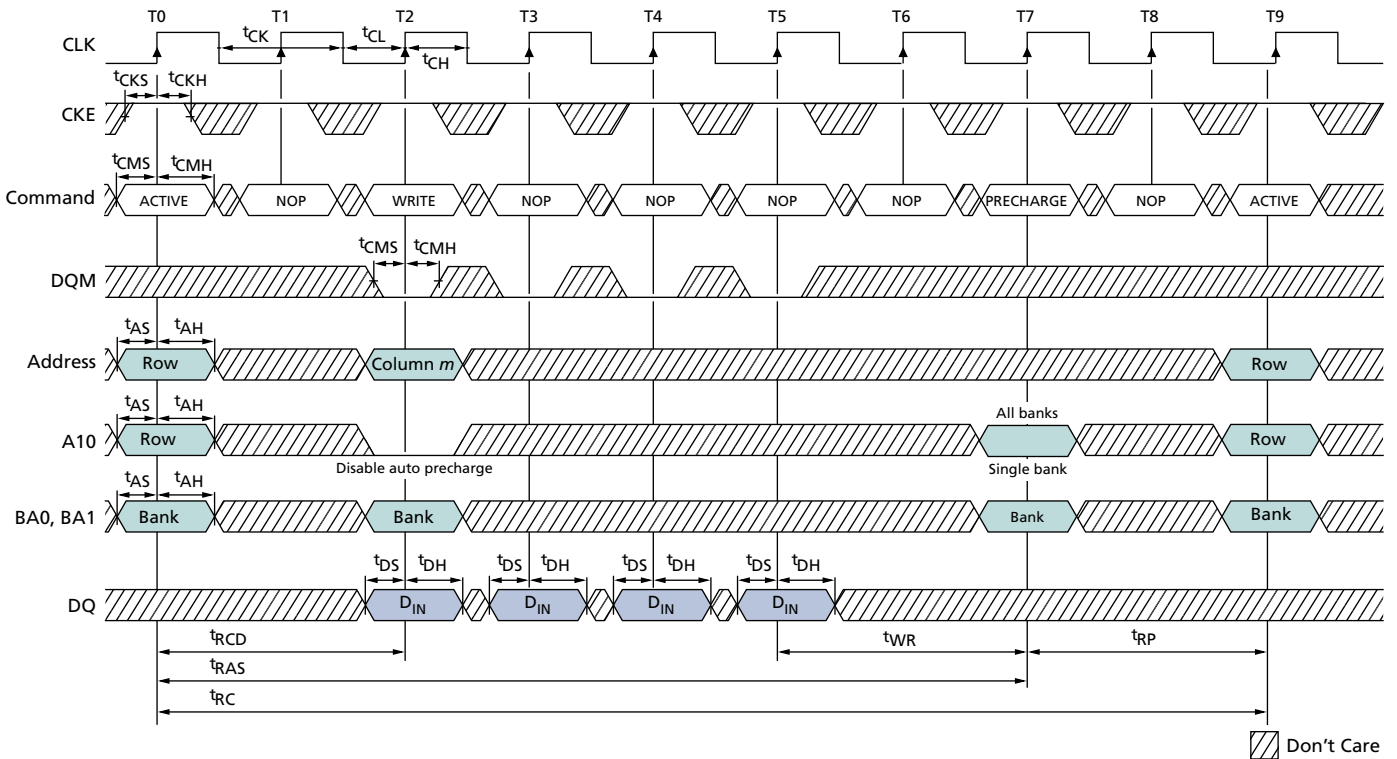 T0 T1 T2 T3 T4 T5 T6 T7 T8 T9
CLK tCK tCL tCH
tCKS tCKH
CKE
tCMS tCMH
Command ACTIVE NOP WRITE NOP NOP NOP NOP PRECHARGE NOP ACTIVE
tCMS tCMH
DQM
tAS tAH
Address Row Column m Row
tAS tAH All banks
A10 Row Row
Disable auto precharge Single bank
tAS tAH
BA0, BA1 Bank Bank Bank Bank
tDS tDH tDS tDH tDS tDH tDS tDH
DQ DIN DIN DIN DIN
tRCD tWR tRP
tRAS
tRC
Don't Care